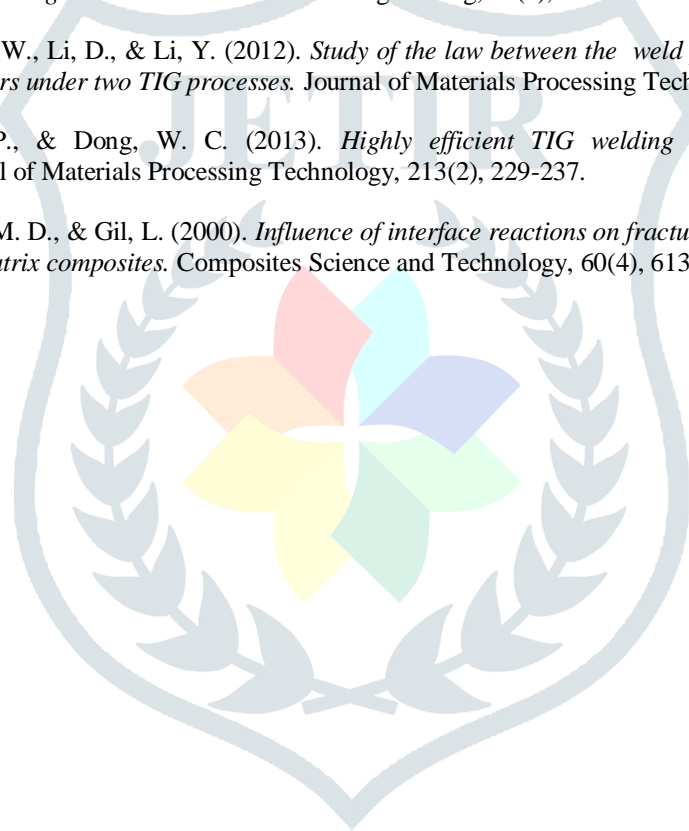 W., Li, D., & Li, Y. (2012). Study of the law between the weld
rs under two TIG processes. Journal of Materials Processing Tech
P., & Dong, W. C. (2013). Highly efficient TIG welding
l of Materials Processing Technology, 213(2), 229-237.
M. D., & Gil, L. (2000). Influence of interface reactions on fractu
atrix composites. Composites Science and Technology, 60(4), 613
JETIR